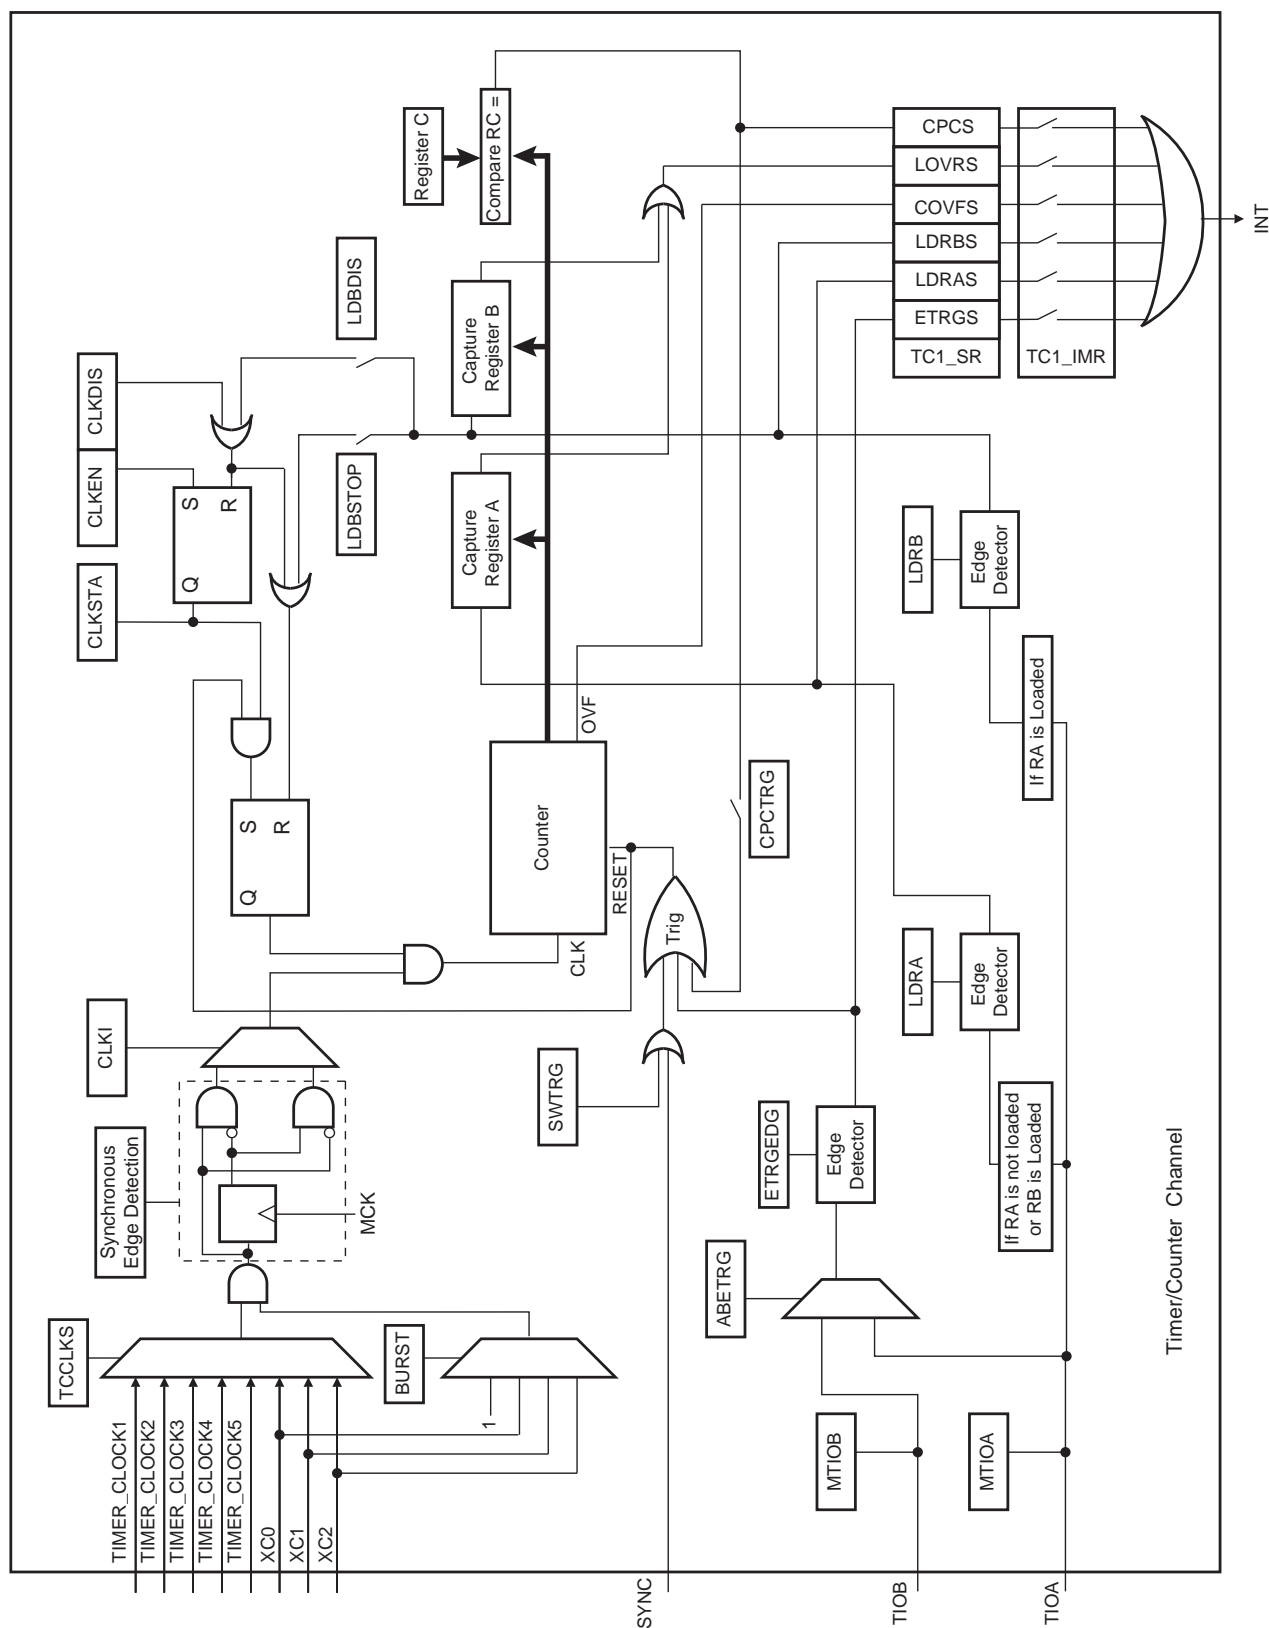 TCCLKS
TIMER_CLOCK1
TIMER_CLOCK2
TIMER_CLOCK3
TIMER_CLOCK4
TIMER_CLOCK5
XC0
XC1
XC2
BURST
1
Synchronous
Edge Detection
MCK
CLKI
CLKSTA
CLKEN
CLKDIS
S
R
Q
S
R
Q
LDBSTOP
LDBDIS
Register C
Compare RC =
Capture
Register B
Capture
Register A
Counter
OVF
RESET
CLK
Trig
CPCTRG
SWTRG
SYNC
ETRGEDG
Edge
Detector
ABETRG
MTIOB
TIOB
MTIOA
TIOA
LDRA
Edge
Detector
If RA is not loaded
or RB is Loaded
LDRB
Edge
Detector
If RA is Loaded
CPCS
LOVRS
COVFS
LDRBS
LDRAS
ETRGS
TC1_SR
TC1_IMR
INT
Timer/Counter Channel